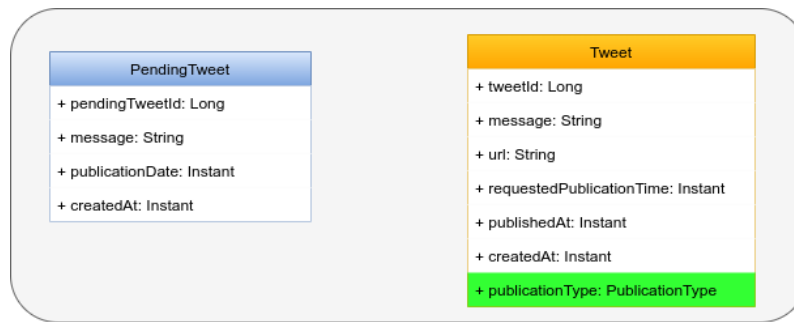 PendingTweet
+ pendingTweetId: Long
+ message: String
+ publicationDate: Instant
+ createdAt: Instant
Tweet
+ tweetId: Long
+ message: String
+ url: String
+ requestedPublicationTime: Instant
+ publishedAt: Instant
+ createdAt: Instant
+ publicationType: PublicationType